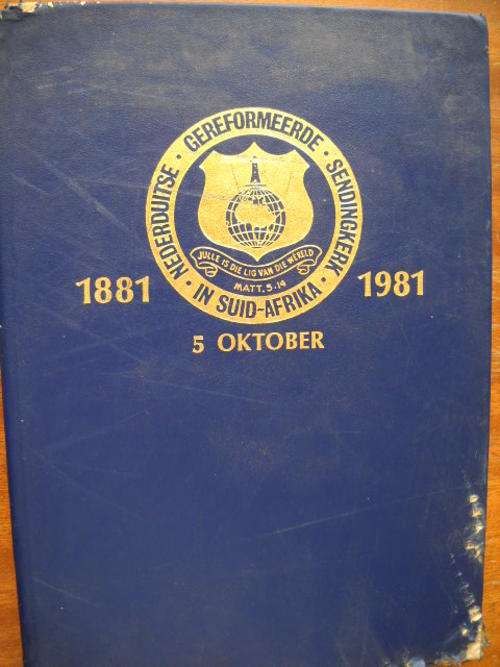 NEDERDUITSE · GEREFORMEERDE · SENDINGKERK · IN SUID-AFRIKA ·
JULLE IS DIE LIG VAN DIE WÊRELD
MATT. 5-14
1881 1981
5 OKTOBER